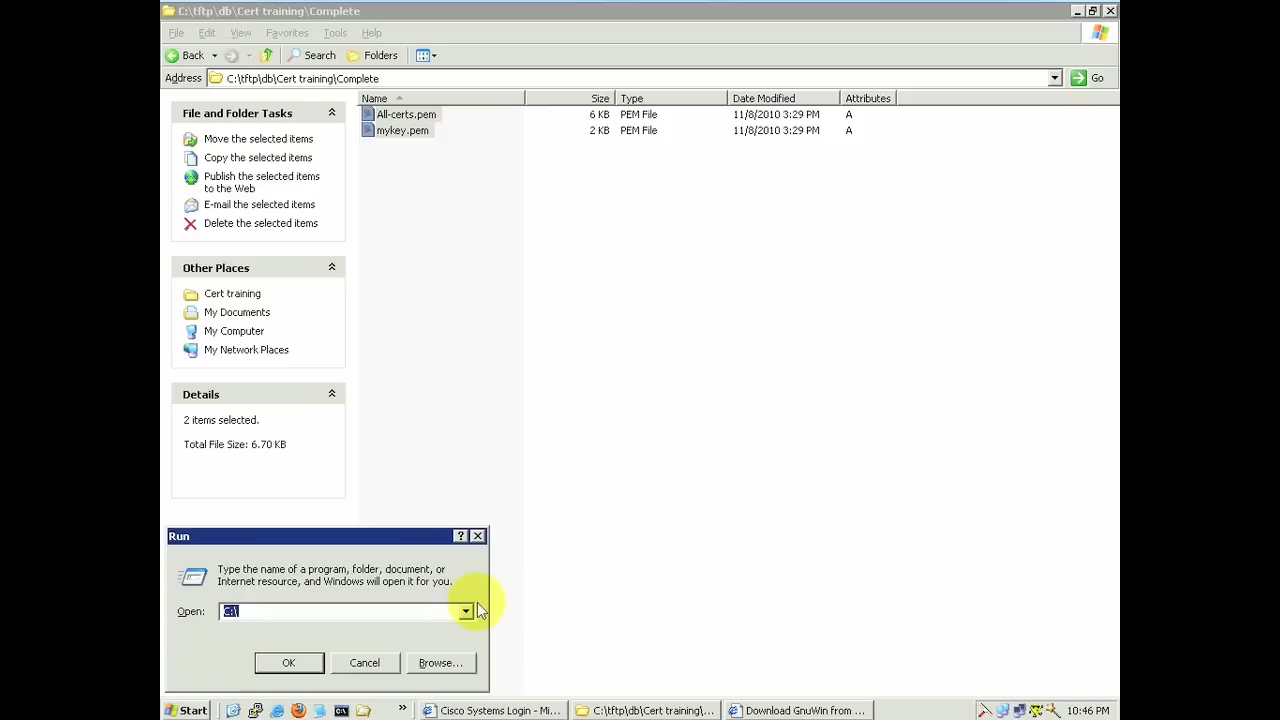 C:\tftp\db\Cert training\Complete
File Edit View Favorites Tools Help
Back Search Folders
Address C:\tftp\db\Cert training\Complete Go
Name Size Type Date Modified Attributes
All-certs.pem 6 KB PEM File 11/8/2010 3:29 PM A
mykey.pem 2 KB PEM File 11/8/2010 3:29 PM A
File and Folder Tasks
Move the selected items
Copy the selected items
Publish the selected items
to the Web
E-mail the selected items
Delete the selected items
Other Places
Cert training
My Documents
My Computer
My Network Places
Details
2 items selected.
Total File Size: 6.70 KB
Run
Type the name of a program, folder, document, or
Internet resource, and Windows will open it for you.
Open: C:\
OK Cancel Browse...
Start Cisco Systems Login - Mi... C:\tftp\db\Cert training\... Download GnuWin from ... 10:46 PM